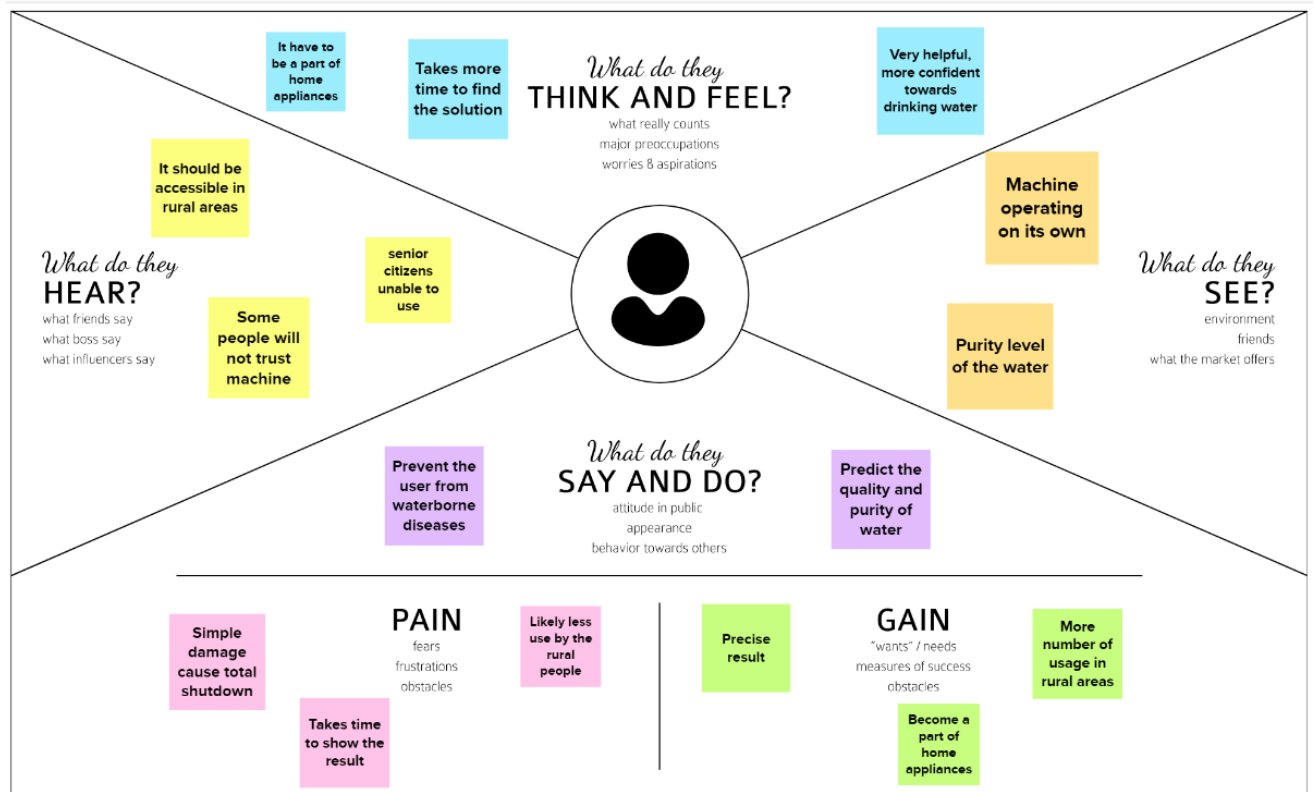 It have to
be a part of
home
appliances
Takes more
time to find
the solution
What do they
THINK AND FEEL?
what really counts
major preoccupations
worries & aspirations
Very helpful,
more confident
towards
drinking water
It should be
accessible in
rural areas
What do they
HEAR?
what friends say
what boss say
what influencers say
senior
citizens
unable to
use
Some
people will
not trust
machine
Machine
operating
on its own
What do they
SEE?
environment
friends
what the market offers
Purity level
of the water
Prevent the
user from
waterborne
diseases
What do they
SAY AND DO?
attitude in public
appearance
behavior towards others
Predict the
quality and
purity of
water
Simple
damage
cause total
shutdown
PAIN
fears
frustrations
obstacles
Likely less
use by the
rural
people
Takes time
to show the
result
Precise
result
GAIN
"wants" / needs
measures of success
obstacles
More
number of
usage in
rural areas
Become a
part of
home
appliances